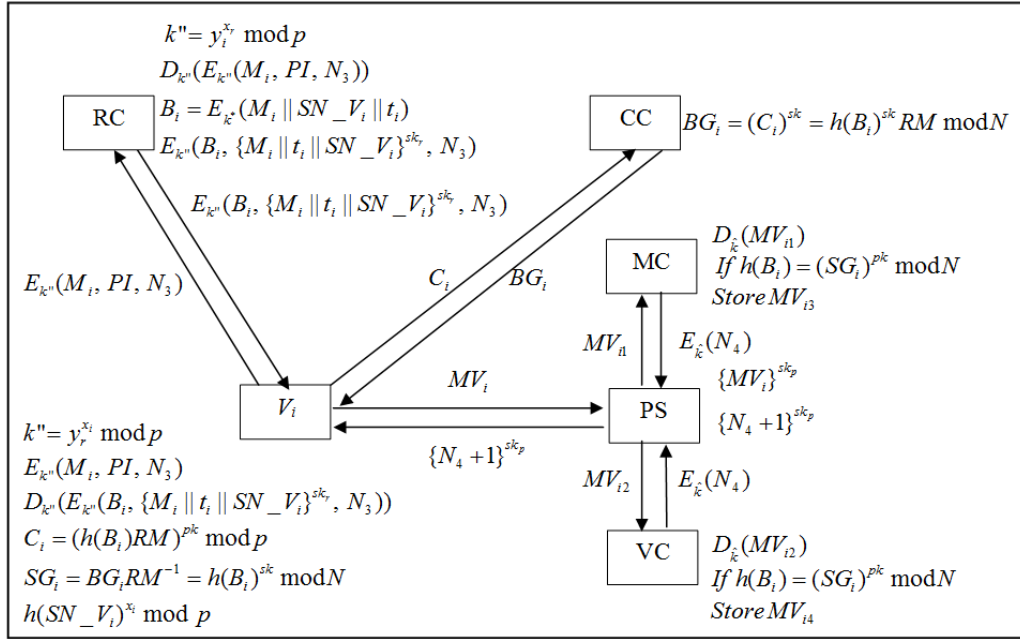 k"= y_i^{x_r} mod p
D_{k"}(E_{k"}(M_i, PI, N_3))
RC
B_i = E_{k^*}(M_i || SN_V_i || t_i)
E_{k"}(B_i, {M_i || t_i || SN_V_i}^{sk_r}, N_3)
CC
BG_i = (C_i)^{sk} = h(B_i)^{sk} RM mod N
E_{k"}(B_i, {M_i || t_i || SN_V_i}^{sk_r}, N_3)
E_{k"}(M_i, PI, N_3)
C_i
BG_i
MC
D_{k̂}(MV_{i1})
If h(B_i) = (SG_i)^{pk} mod N
Store MV_{i3}
MV_{i1}
E_{k̂}(N_4)
{MV_i}^{sk_p}
V_i
MV_i
PS
{N_4 +1}^{sk_p}
{N_4 +1}^{sk_p}
k"= y_r^{x_i} mod p
E_{k"}(M_i, PI, N_3)
D_{k"}(E_{k"}(B_i, {M_i || t_i || SN_V_i}^{sk_r}, N_3))
C_i = (h(B_i)RM)^{pk} mod p
SG_i = BG_i RM^{-1} = h(B_i)^{sk} mod N
h(SN_V_i)^{x_i} mod p
MV_{i2}
E_{k̂}(N_4)
VC
D_{k̂}(MV_{i2})
If h(B_i) = (SG_i)^{pk} mod N
Store MV_{i4}